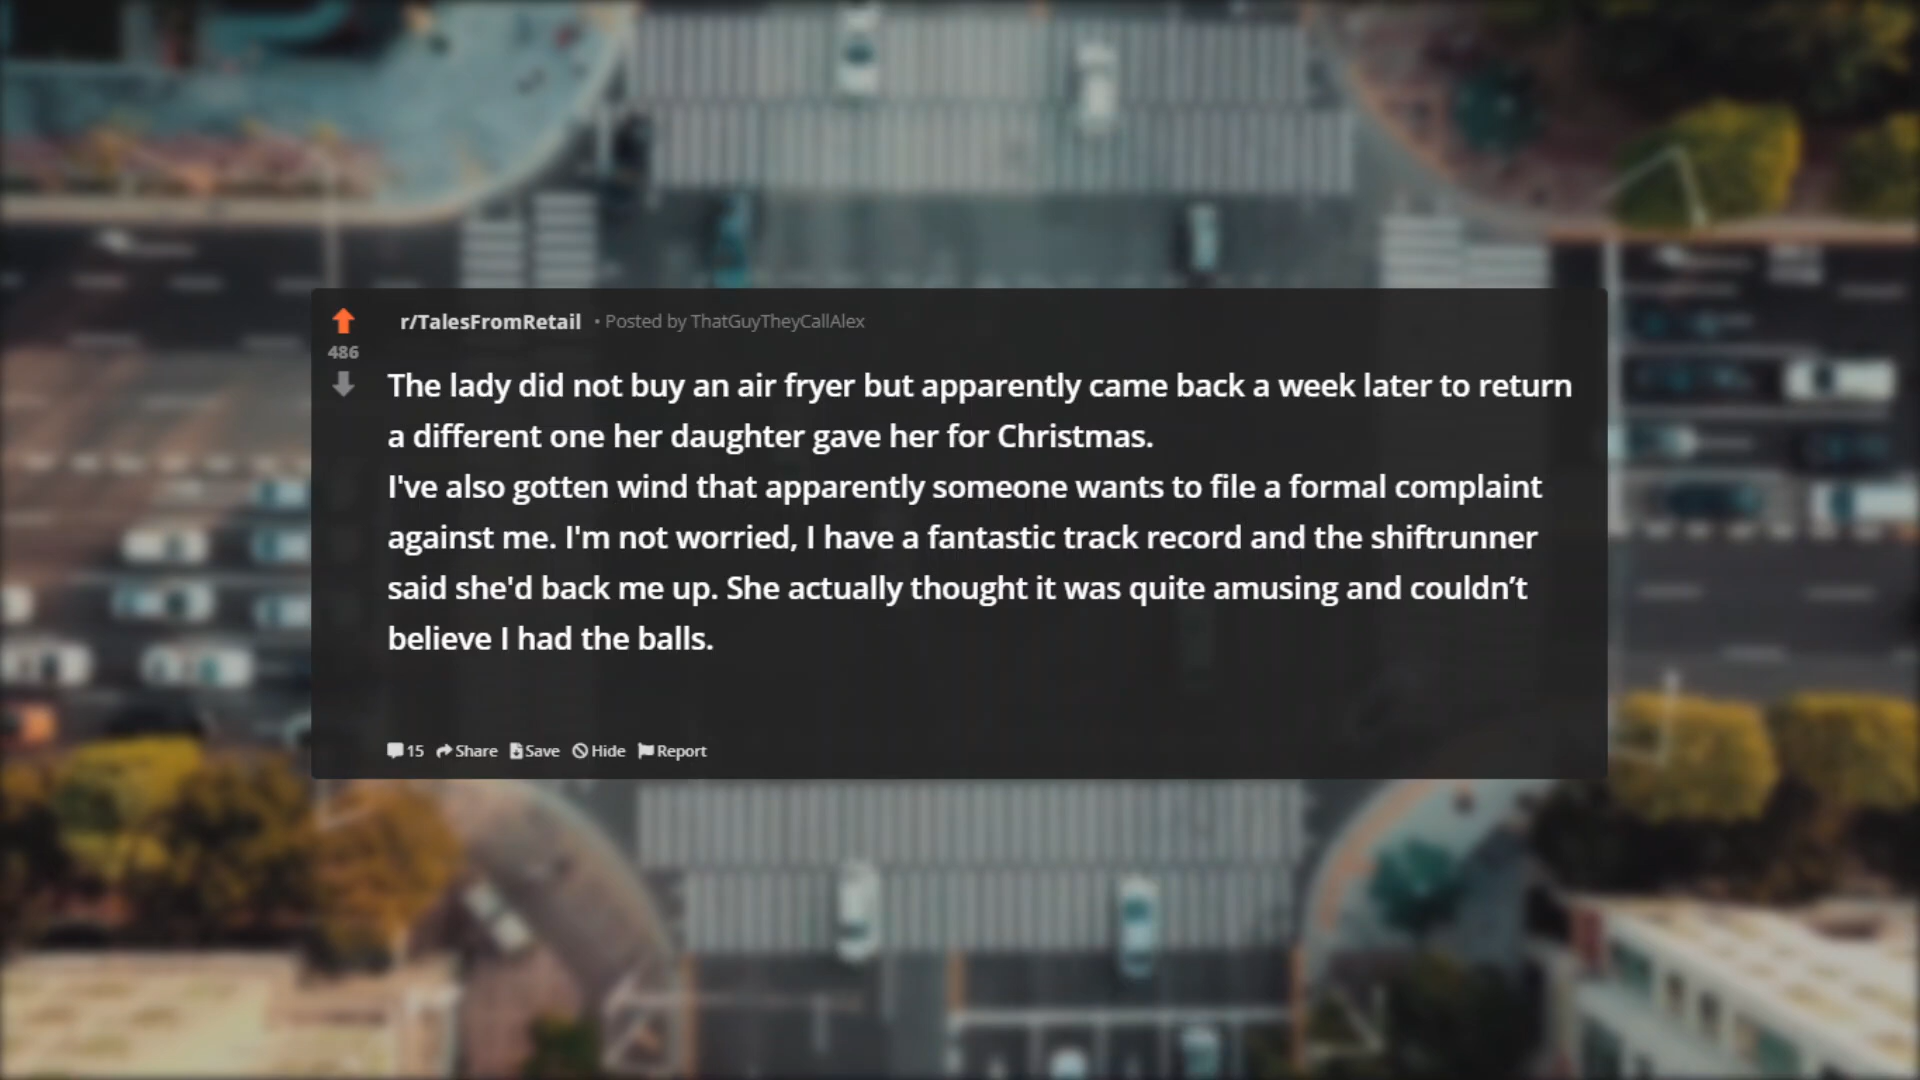 r/TalesFromRetail • Posted by ThatGuyTheyCallAlex
486
The lady did not buy an air fryer but apparently came back a week later to return
a different one her daughter gave her for Christmas.
I've also gotten wind that apparently someone wants to file a formal complaint
against me. I'm not worried, I have a fantastic track record and the shiftrunner
said she'd back me up. She actually thought it was quite amusing and couldn’t
believe I had the balls.
15 Share Save Hide Report